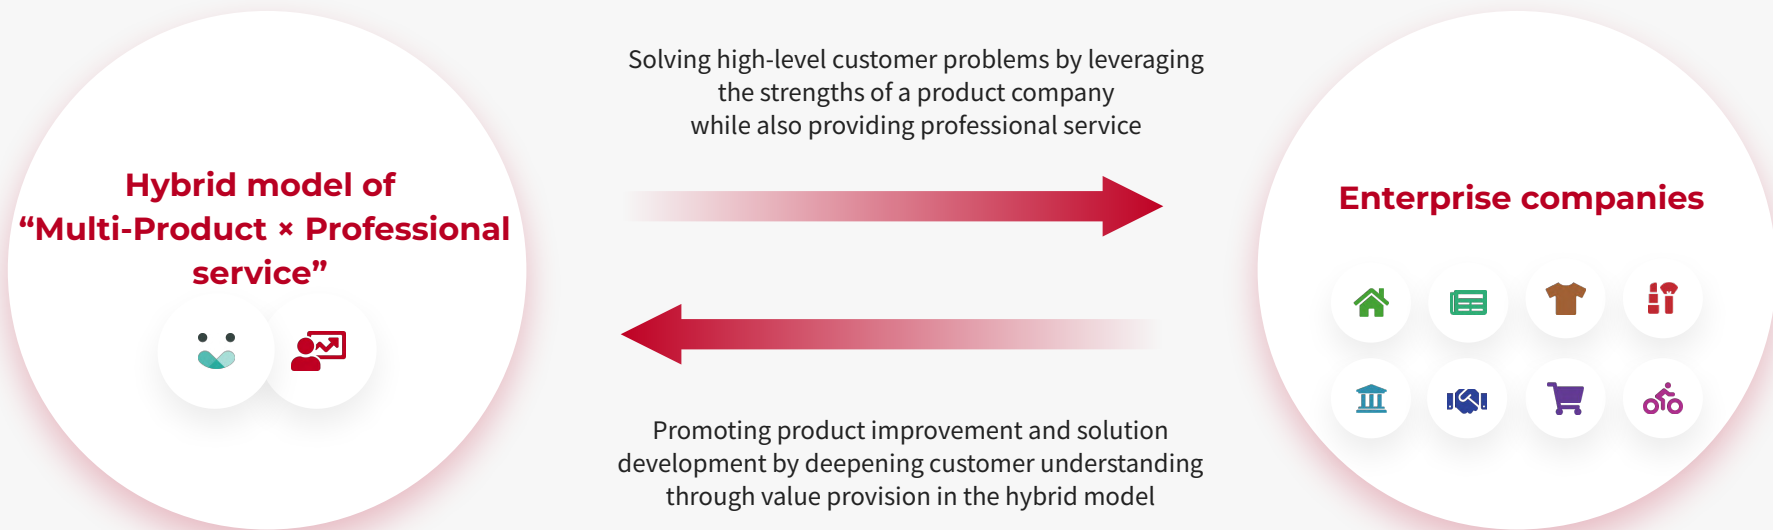 Solving high-level customer problems by leveraging
the strengths of a product company
while also providing professional service
Hybrid model of
“Multi-Product × Professional
service”
Enterprise companies
Promoting product improvement and solution
development by deepening customer understanding
through value provision in the hybrid model